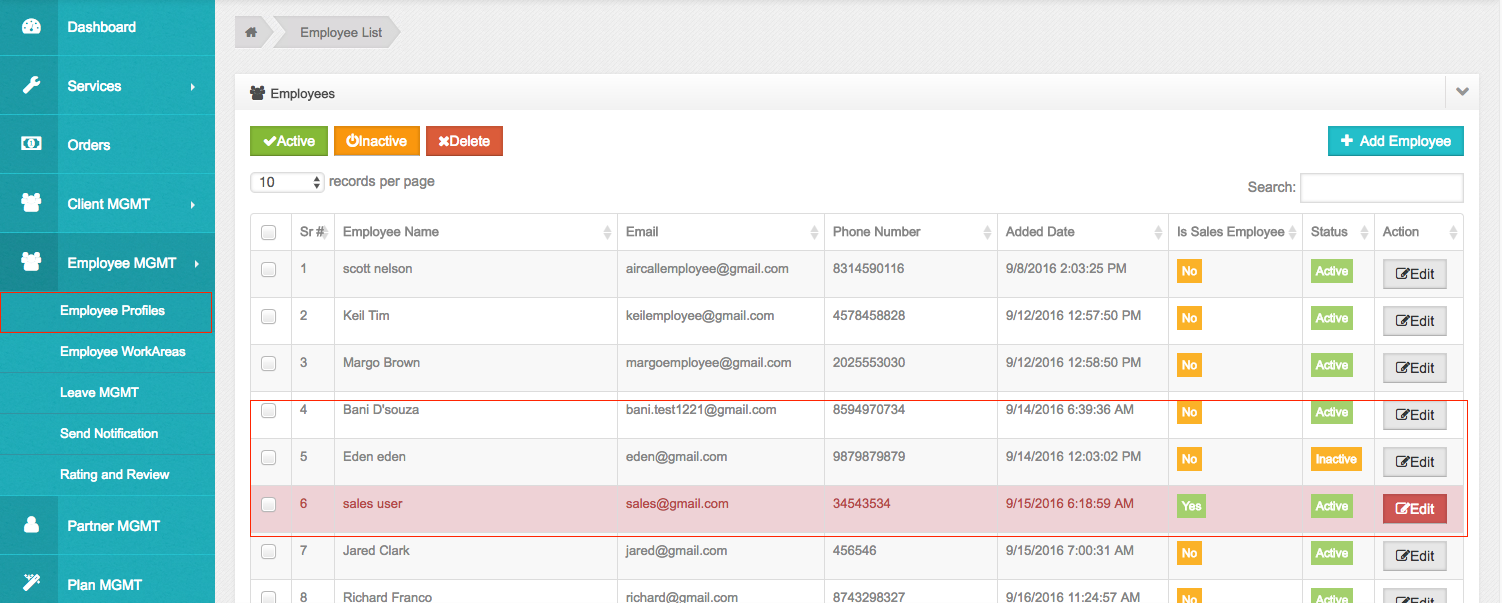 Dashboard
Services
Orders
Client MGMT
Employee MGMT
Employee Profiles
Employee WorkAreas
Leave MGMT
Send Notification
Rating and Review
Partner MGMT
Plan MGMT
Employee List
Employees
Active Inactive Delete
Add Employee
10 records per page
Search:
Sr # Employee Name Email Phone Number Added Date Is Sales Employee Status Action
1 scott nelson aircallemployee@gmail.com 8314590116 9/8/2016 2:03:25 PM No Active Edit
2 Keil Tim keilemployee@gmail.com 4578458828 9/12/2016 12:57:50 PM No Active Edit
3 Margo Brown margoemployee@gmail.com 2025553030 9/12/2016 12:58:50 PM No Active Edit
4 Bani D'souza bani.test1221@gmail.com 8594970734 9/14/2016 6:39:36 AM No Active Edit
5 Eden eden eden@gmail.com 9879879879 9/14/2016 12:03:02 PM No Inactive Edit
6 sales user sales@gmail.com 34543534 9/15/2016 6:18:59 AM Yes Active Edit
7 Jared Clark jared@gmail.com 456546 9/15/2016 7:00:31 AM No Active Edit
8 Richard Franco richard@gmail.com 8743298327 9/16/2016 11:24:57 AM No Active Edit